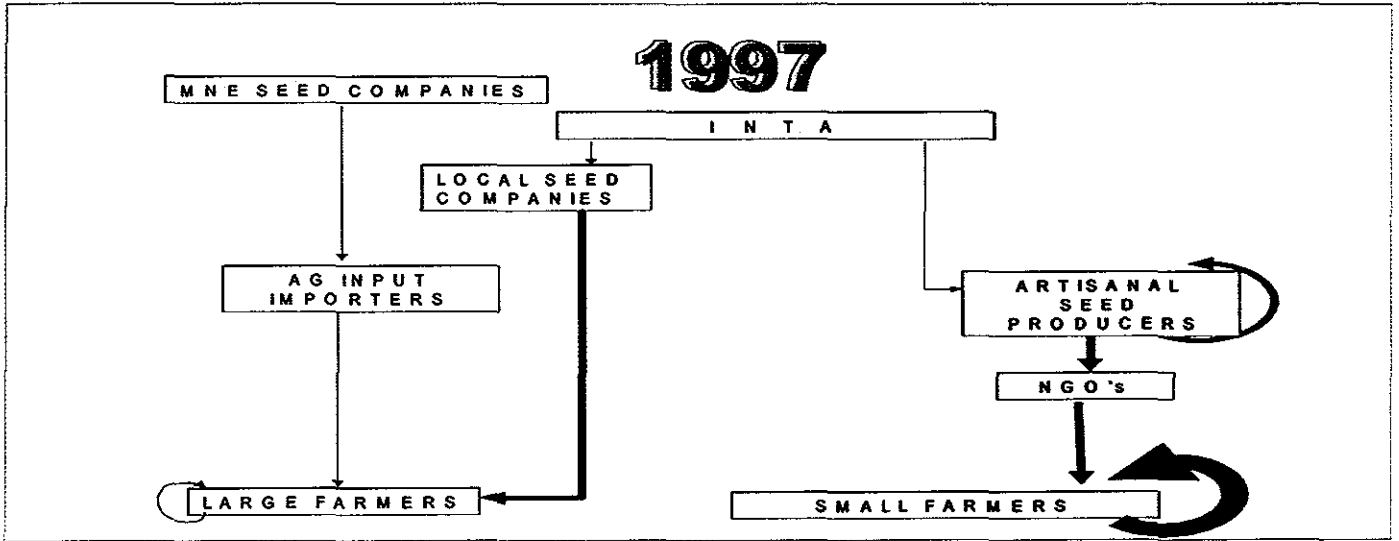 1997
MNE SEED COMPANIES
INTA
LOCAL SEED
COMPANIES
AG INPUT
IMPORTERS
ARTISANAL
SEED
PRODUCERS
NGO's
LARGE FARMERS
SMALL FARMERS